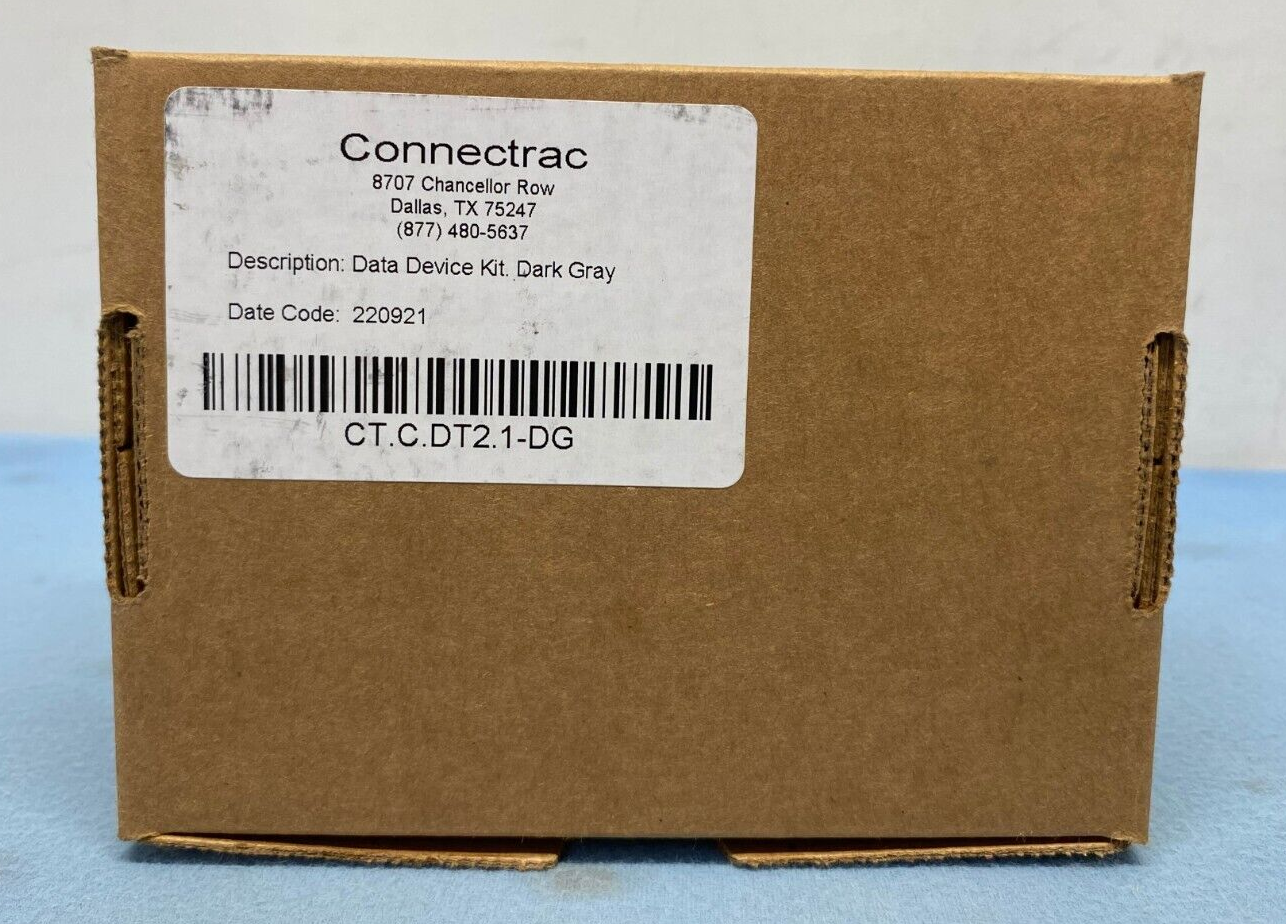 Connectrac
8707 Chancellor Row
Dallas, TX 75247
(877) 480-5637
Description: Data Device Kit. Dark Gray
Date Code: 220921
CT.C.DT2.1-DG